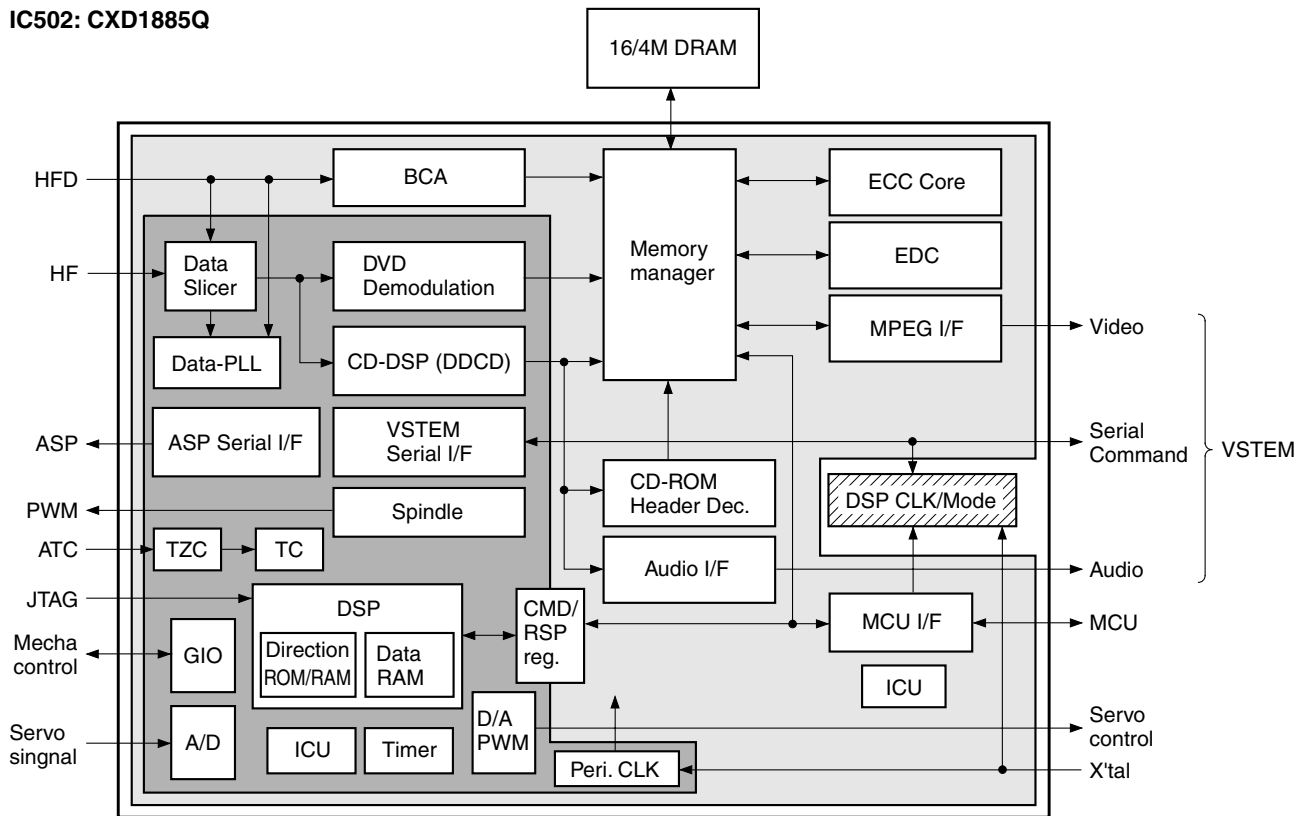 IC502: CXD1885Q
16/4M DRAM
HFD
BCA
ECC Core
HF
Data
Slicer
DVD
Demodulation
Memory
manager
EDC
MPEG I/F
Video
Data-PLL
CD-DSP (DDCD)
ASP
ASP Serial I/F
VSTEM
Serial I/F
Serial
Command
VSTEM
CD-ROM
Header Dec.
DSP CLK/Mode
PWM
Spindle
ATC
TZC
TC
Audio I/F
Audio
JTAG
DSP
CMD/
RSP
reg.
MCU I/F
MCU
Mecha
control
GIO
Direction
ROM/RAM
Data
RAM
ICU
Servo
singnal
A/D
ICU
Timer
D/A
PWM
Servo
control
Peri. CLK
X'tal